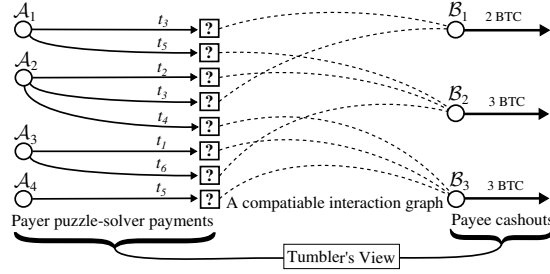 𝒜1 t3 ? ℬ1 2 BTC
t5 ?
𝒜2 t2 ?
t3 ? ℬ2 3 BTC
t4 ?
𝒜3 t1 ?
t6 ?
𝒜4 t5 ? ℬ3 3 BTC
A compatiable interaction graph
Payer puzzle-solver payments Payee cashouts
Tumbler's View